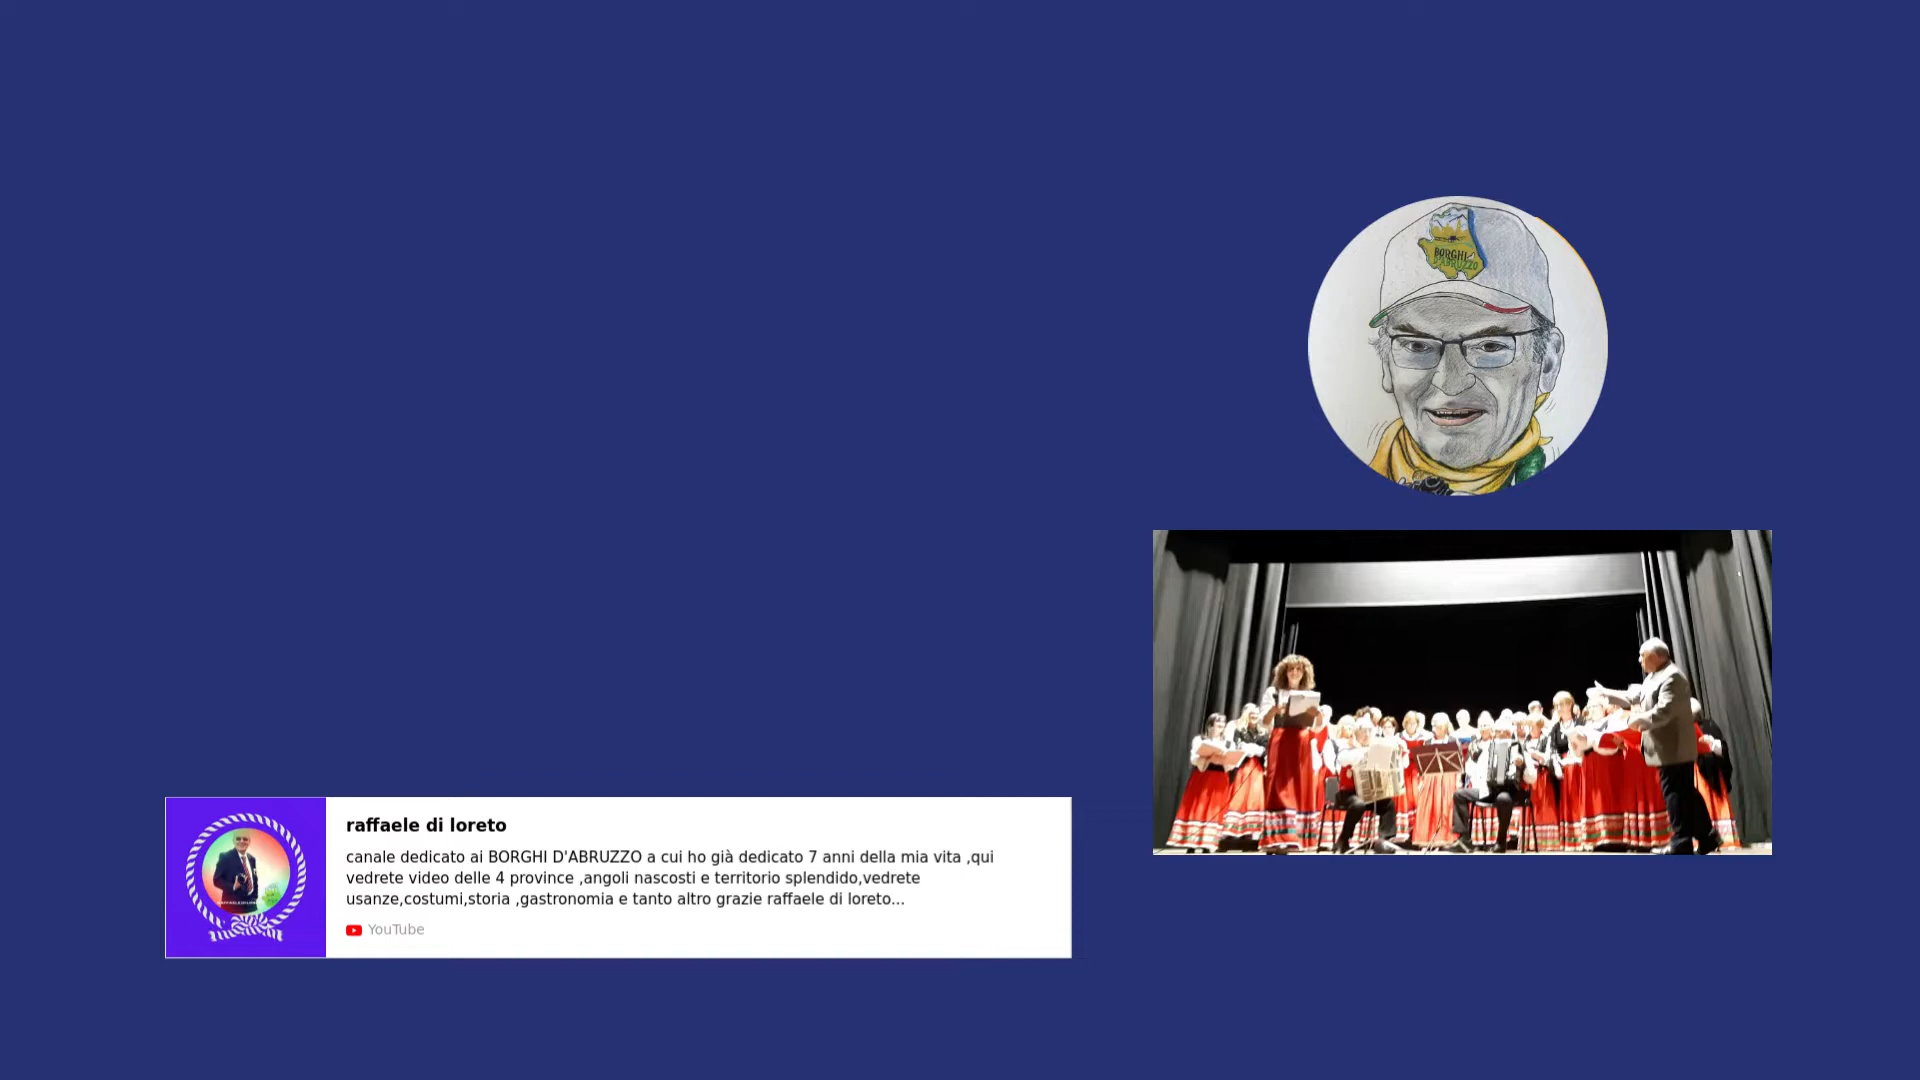 BORGHI
D'ABRUZZO
raffaele di loreto
canale dedicato ai BORGHI D'ABRUZZO a cui ho già dedicato 7 anni della mia vita ,qui
vedrete video delle 4 province ,angoli nascosti e territorio splendido,vedrete
usanze,costumi,storia ,gastronomia e tanto altro grazie raffaele di loreto...
YouTube